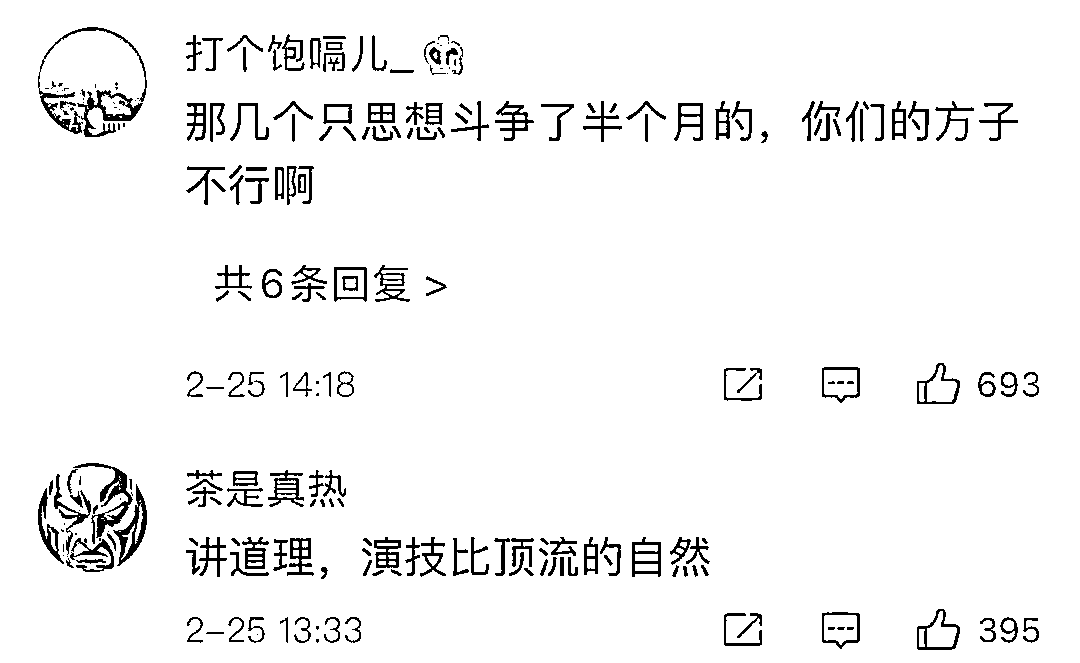 打个饱嗝儿_
那几个只思想斗争了半个月的，你们的方子
不行啊
共6条回复 >
2-25 14:18
693
茶是真热
讲道理，演技比顶流的自然
2-25 13:33
395